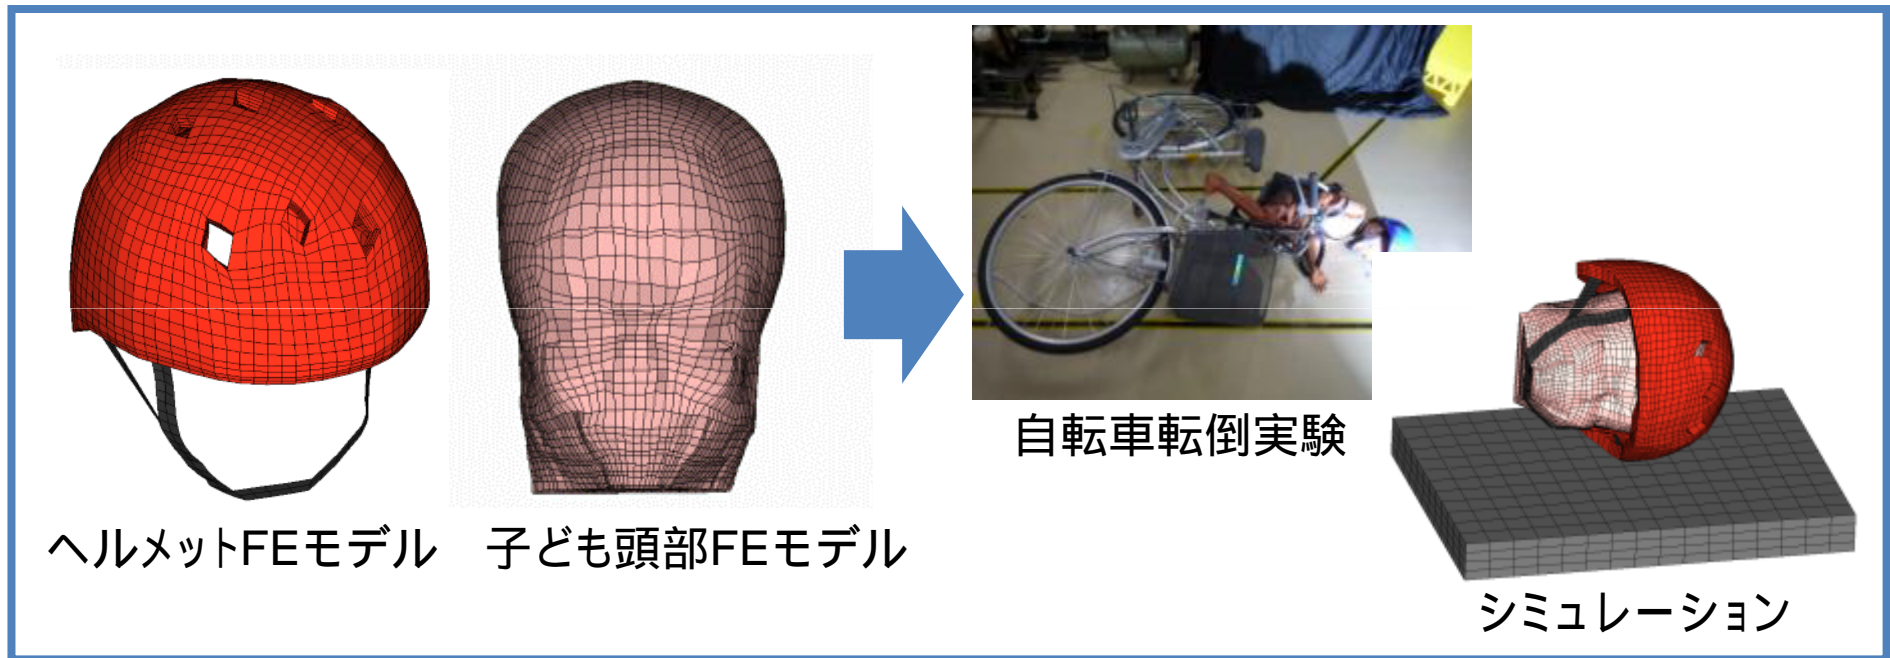 ヘルメットFEモデル
子ども頭部FEモデル
自転車転倒実験
シミュレーション